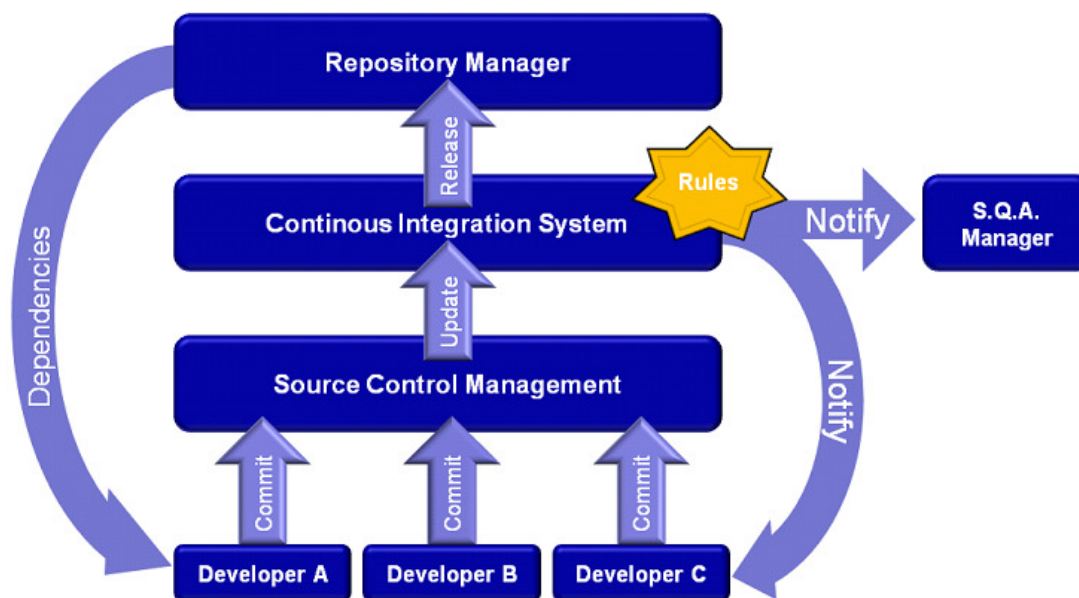 Repository Manager
Release
Rules
Continous Integration System
Notify
S.Q.A.
Manager
Dependencies
Update
Source Control Management
Notify
Commit
Commit
Commit
Developer A
Developer B
Developer C